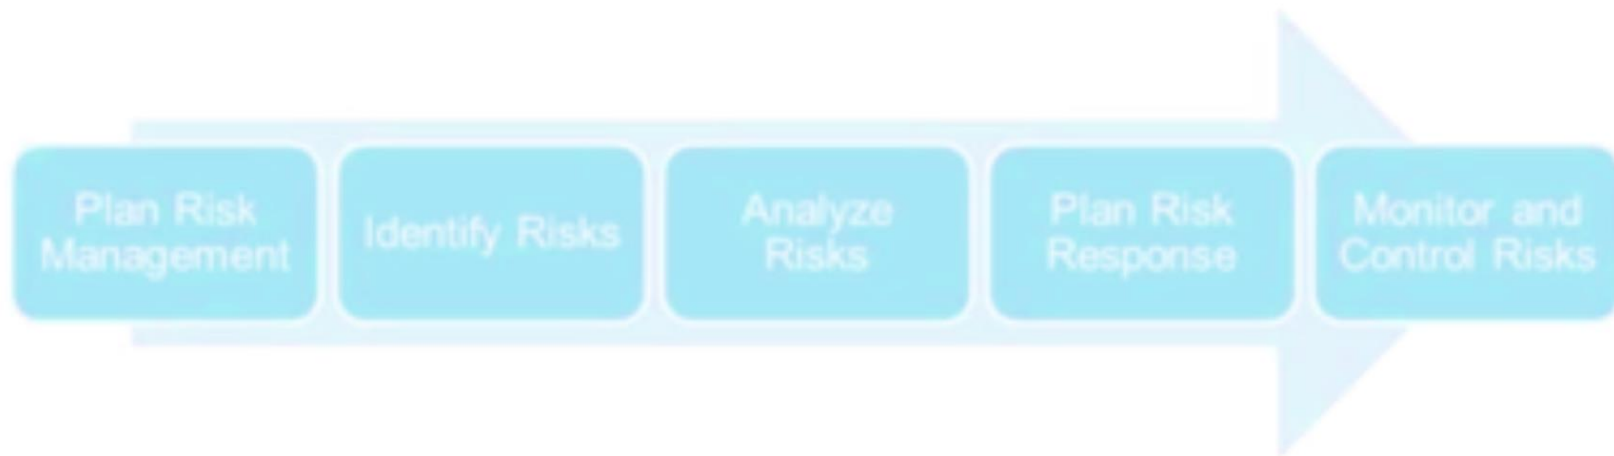 Plan Risk
Management
Identify Risks
Analyze
Risks
Plan Risk
Response
Monitor and
Control Risks